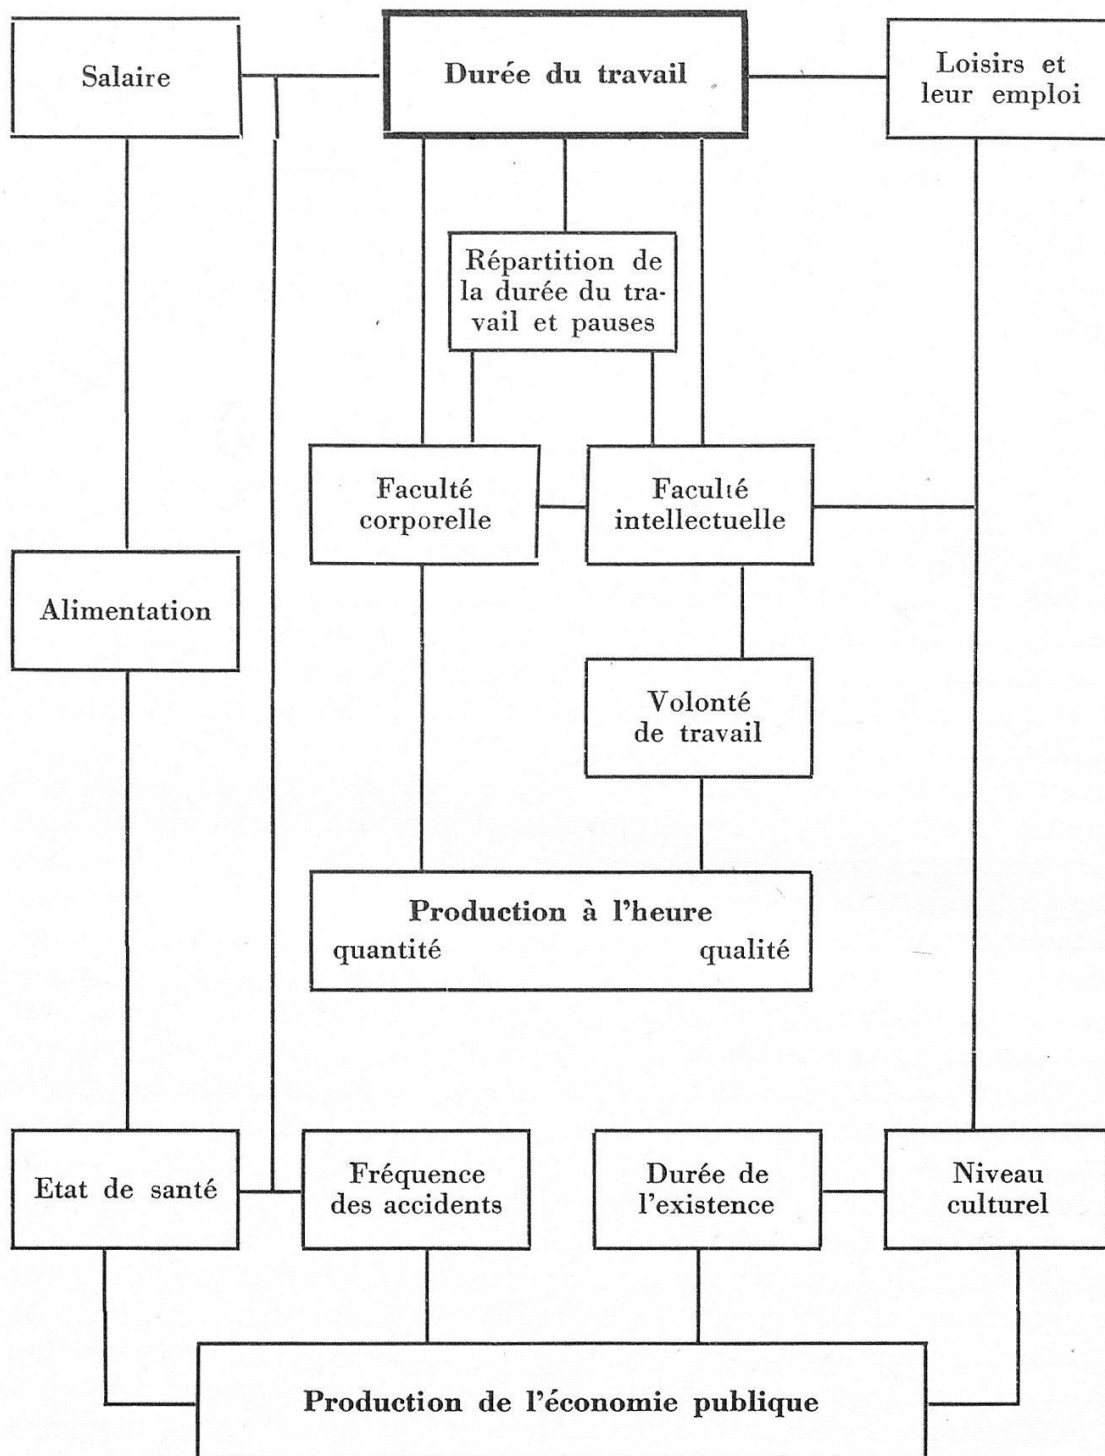 Salaire
Durée du travail
Loisirs et
leur emploi
Répartition de
la durée du tra-
vail et pauses
Faculté
corporelle
Faculté
intellectuelle
Alimentation
Volonté
de travail
Production à l'heure
quantité qualité
Etat de santé
Fréquence
des accidents
Durée de
l'existence
Niveau
culturel
Production de l'économie publique